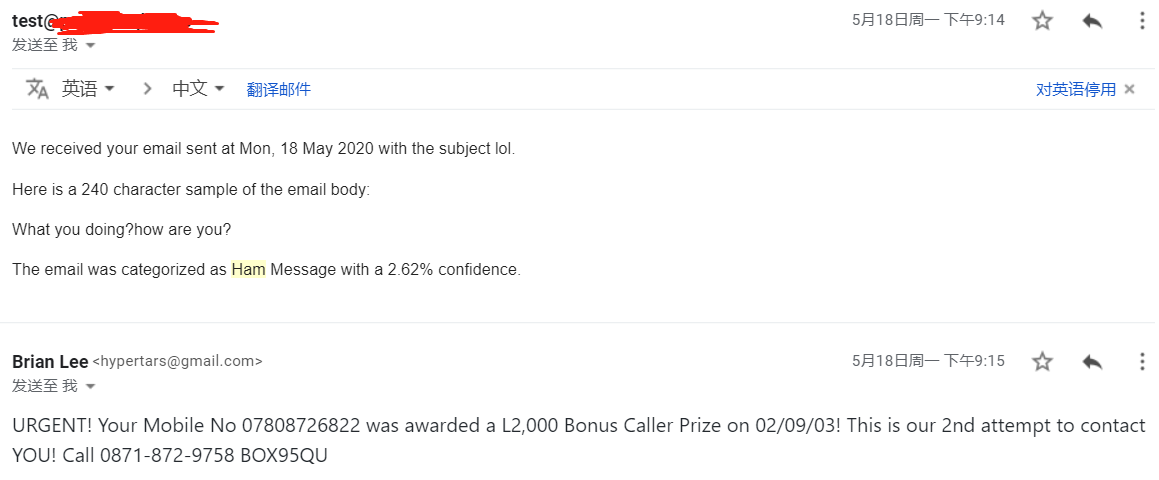 test@
5月18日周一 下午9:14
发送至 我
英语 中文 翻译邮件 对英语停用
We received your email sent at Mon, 18 May 2020 with the subject lol.
Here is a 240 character sample of the email body:
What you doing?how are you?
The email was categorized as Ham Message with a 2.62% confidence.
Brian Lee <hypertars@gmail.com> 5月18日周一 下午9:15
发送至 我
URGENT! Your Mobile No 07808726822 was awarded a L2,000 Bonus Caller Prize on 02/09/03! This is our 2nd attempt to contact
YOU! Call 0871-872-9758 BOX95QU